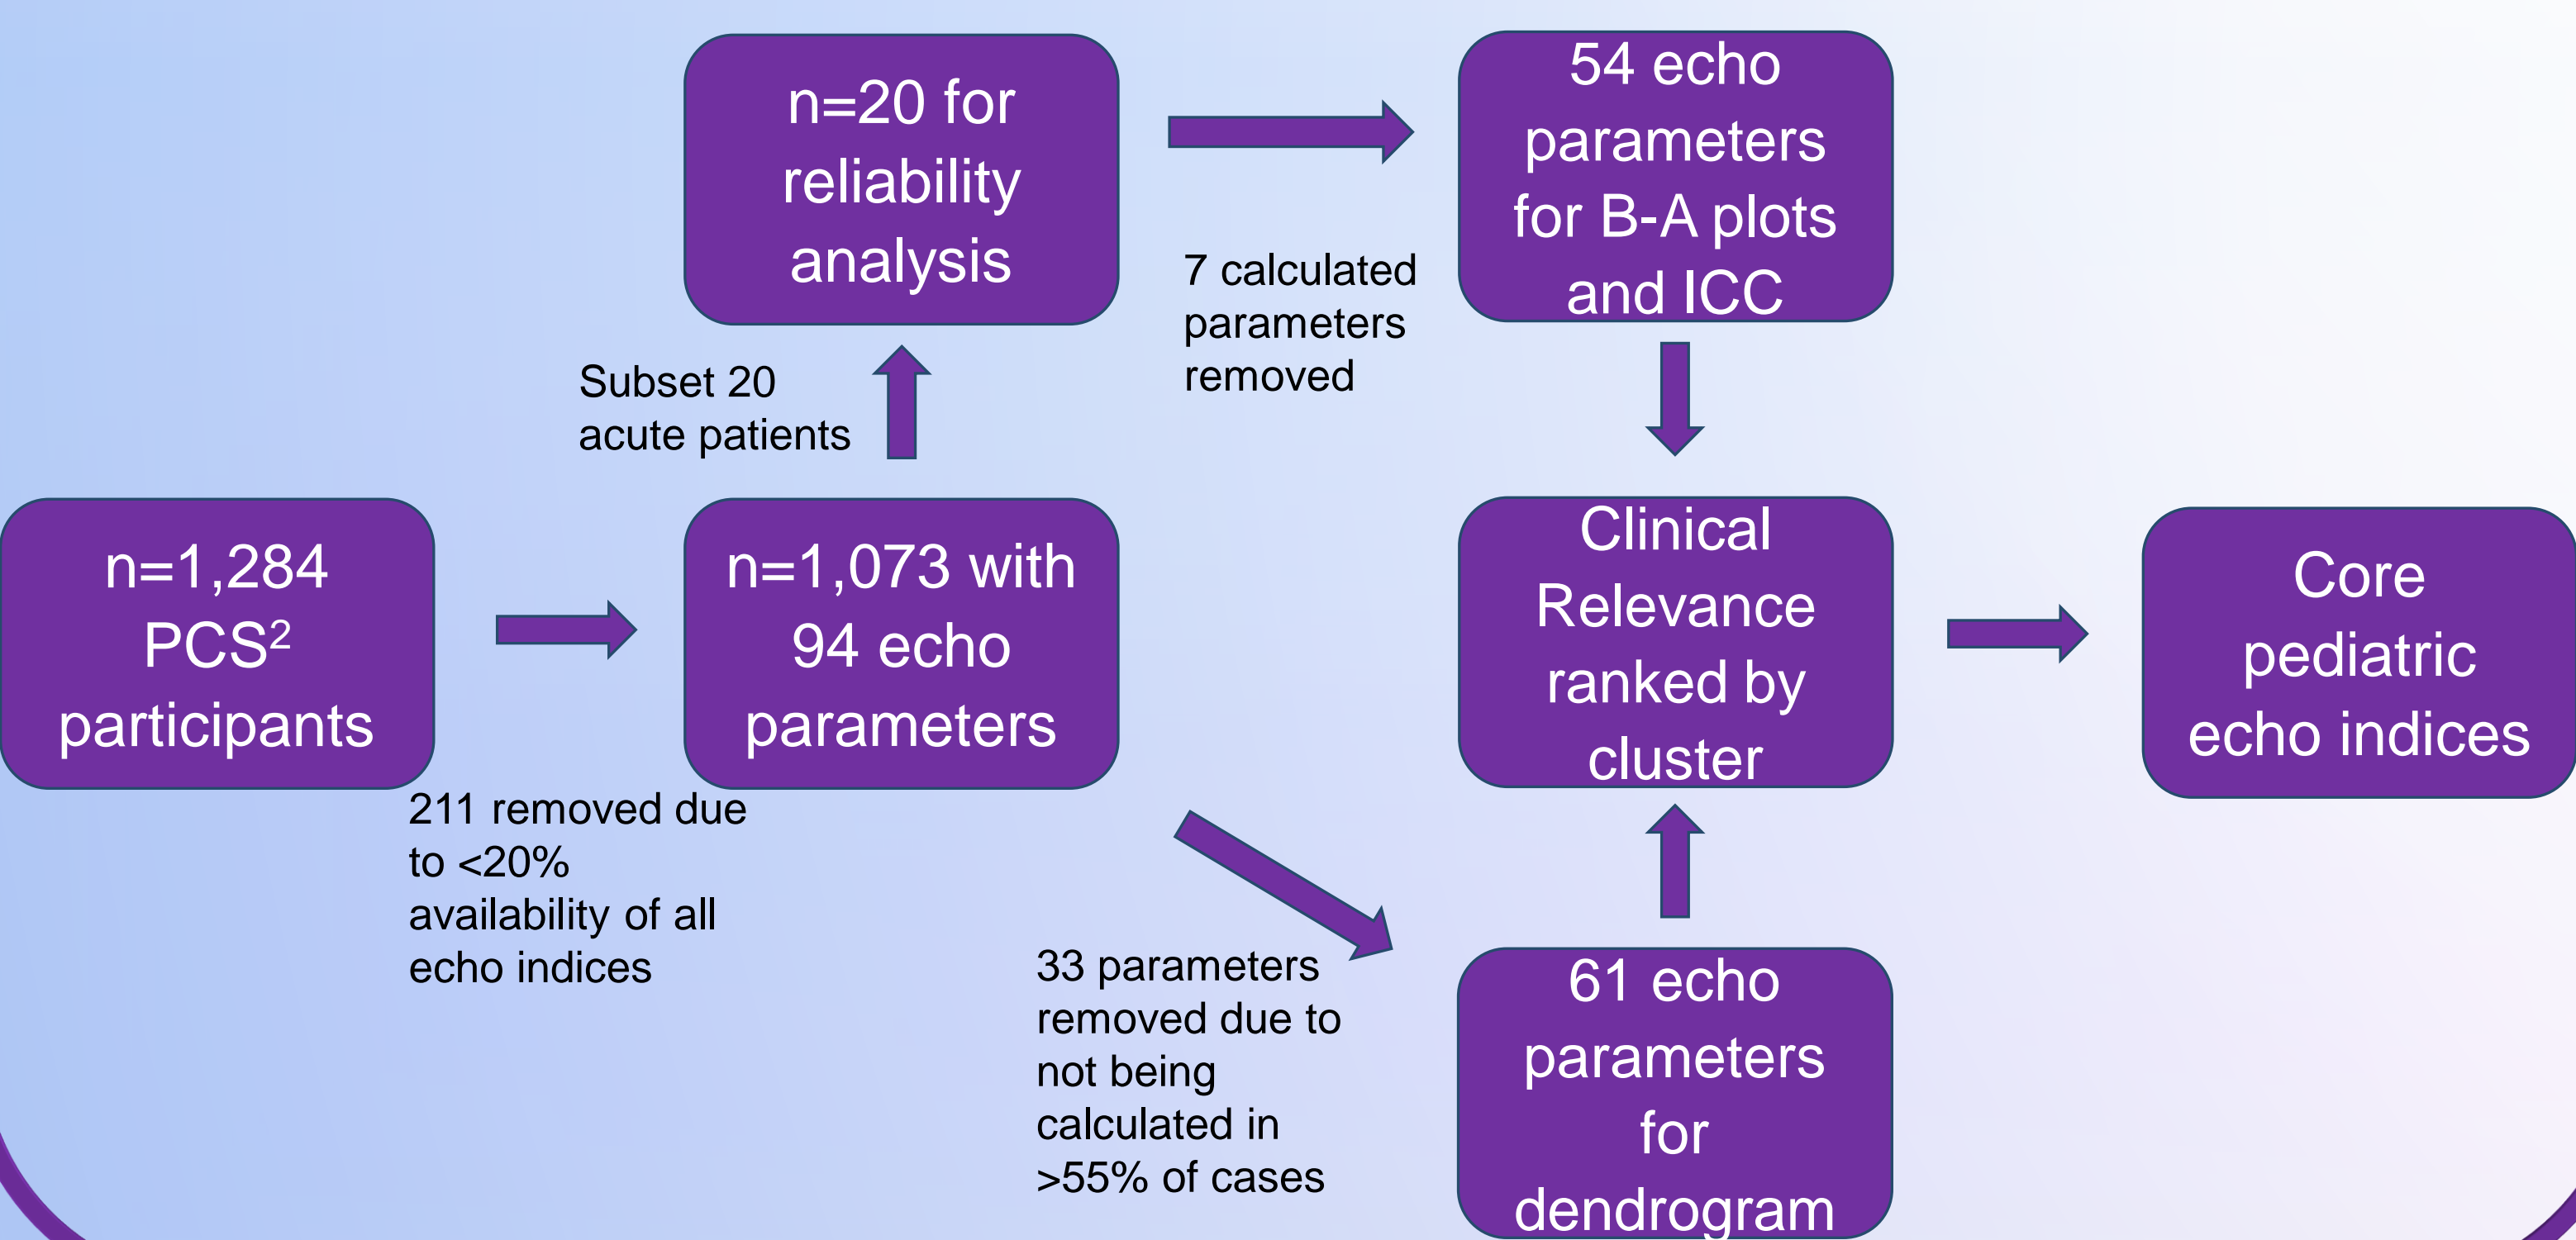 n=20 for
reliability
analysis
54 echo
parameters
for B-A plots
and ICC
7 calculated
parameters
removed
Subset 20
acute patients
n=1,284
PCS²
participants
n=1,073 with
94 echo
parameters
Clinical
Relevance
ranked by
cluster
Core
pediatric
echo indices
211 removed due
to <20%
availability of all
echo indices
33 parameters
removed due to
not being
calculated in
>55% of cases
61 echo
parameters
for
dendrogram